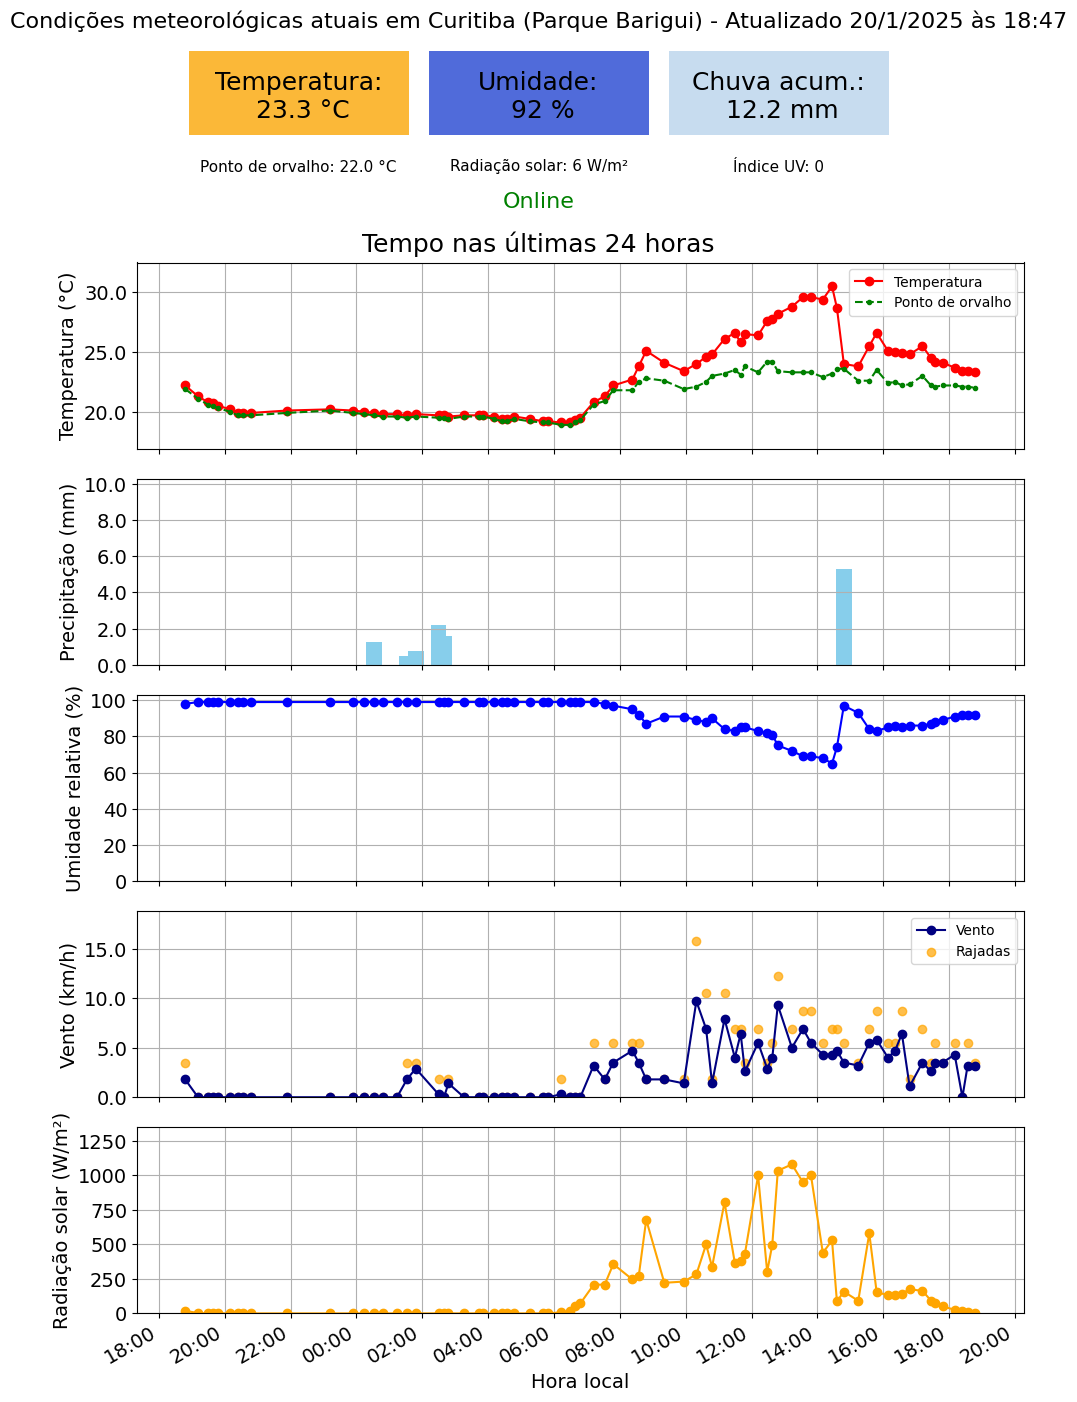 Condições meteorológicas atuais em Curitiba (Parque Barigui) - Atualizado 20/1/2025 às 18:47
Temperatura:
23.3 °C
Umidade:
92 %
Chuva acum.:
12.2 mm
Ponto de orvalho: 22.0 °C
Radiação solar: 6 W/m²
Índice UV: 0
Online
Tempo nas últimas 24 horas
Temperatura (°C)
30.0
25.0
20.0
Temperatura
Ponto de orvalho
Precipitação (mm)
10.0
8.0
6.0
4.0
2.0
0.0
Umidade relativa (%)
100
80
60
40
20
0
Vento (km/h)
15.0
10.0
5.0
0.0
Vento
Rajadas
Radiação solar (W/m²)
1250
1000
750
500
250
0
18:00
20:00
22:00
00:00
02:00
04:00
06:00
08:00
10:00
12:00
14:00
16:00
18:00
20:00
Hora local